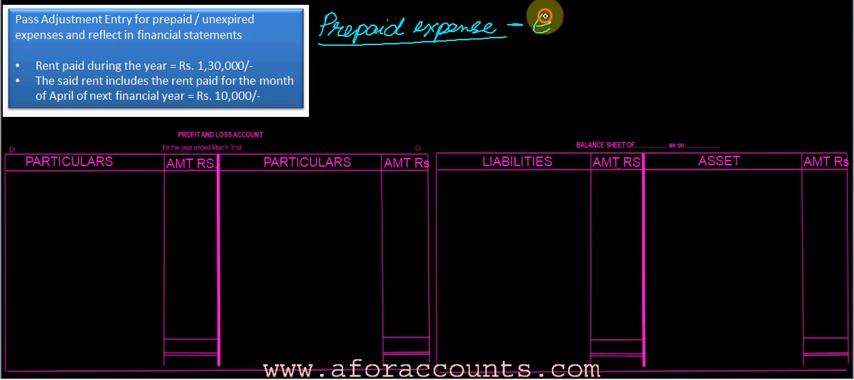 Pass Adjustment Entry for prepaid / unexpired
expenses and reflect in financial statements
• Rent paid during the year = Rs. 1,30,000/-
• The said rent includes the rent paid for the month
of April of next financial year = Rs. 10,000/-
Prepaid expense - e
PROFIT AND LOSS ACCOUNT
Dr for the year ended March 31st Cr
PARTICULARS AMT RS. PARTICULARS AMT Rs
BALANCE SHEET OF __________ as on __________
LIABILITIES AMT RS ASSET AMT Rs
www.aforaccounts.com